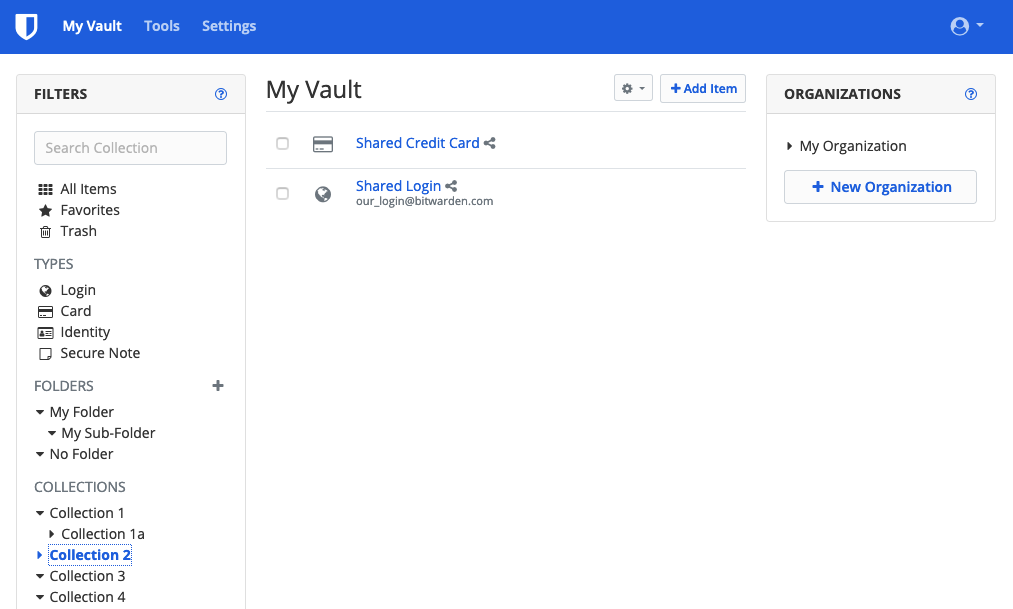 My Vault Tools Settings
FILTERS
Search Collection
All Items
Favorites
Trash
TYPES
Login
Card
Identity
Secure Note
FOLDERS
My Folder
My Sub-Folder
No Folder
COLLECTIONS
Collection 1
Collection 1a
Collection 2
Collection 3
Collection 4
My Vault
Add Item
Shared Credit Card
Shared Login
our_login@bitwarden.com
ORGANIZATIONS
My Organization
New Organization